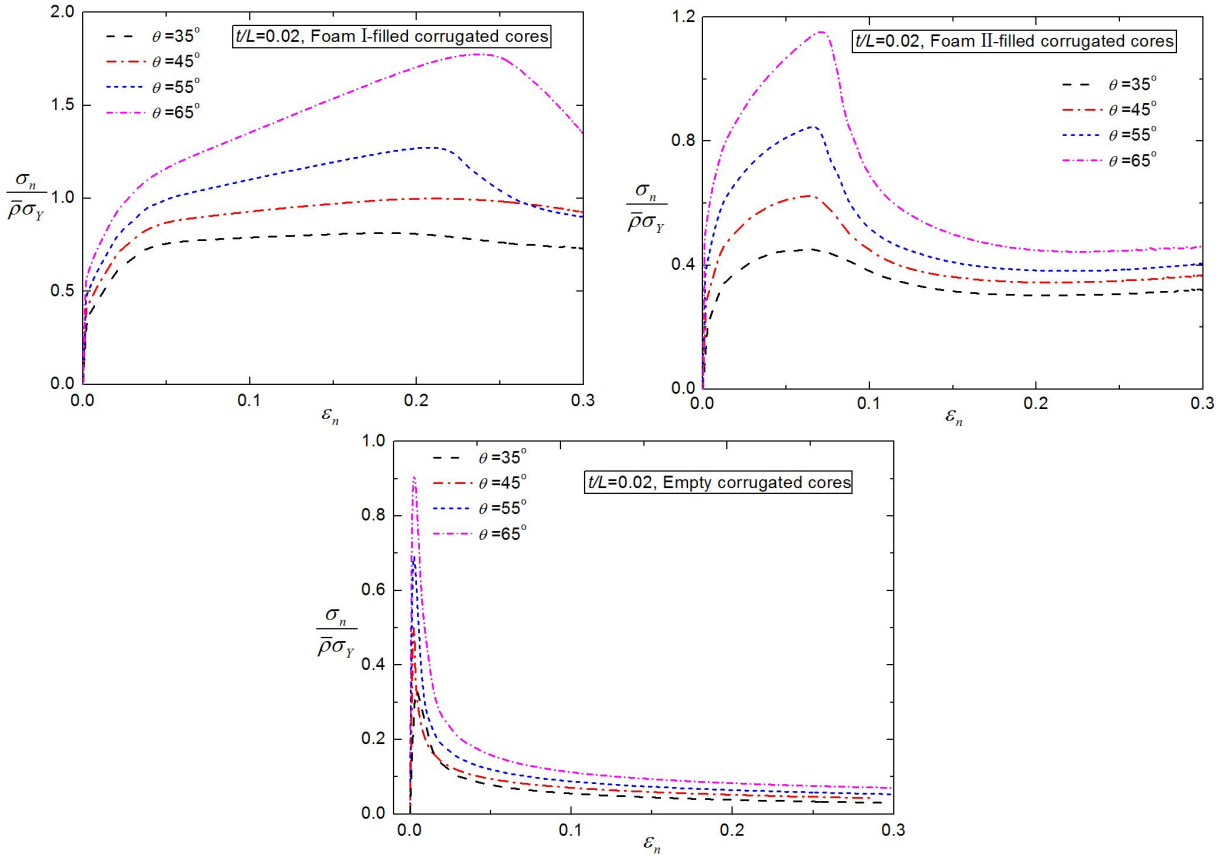 2.0
1.5
1.0
0.5
0.0
σₙ
ρ̅σ_Y
θ =35°
θ =45°
θ =55°
θ =65°
t/L=0.02, Foam I-filled corrugated cores
0.0 0.1 0.2 0.3
εₙ
1.2
0.8
0.4
0.0
σₙ
ρ̅σ_Y
t/L=0.02, Foam II-filled corrugated cores
θ =35°
θ =45°
θ =55°
θ =65°
0.0 0.1 0.2 0.3
εₙ
1.0
0.8
0.6
0.4
0.2
0.0
σₙ
ρ̅σ_Y
θ =35°
θ =45°
θ =55°
θ =65°
t/L=0.02, Empty corrugated cores
0.0 0.1 0.2 0.3
εₙ